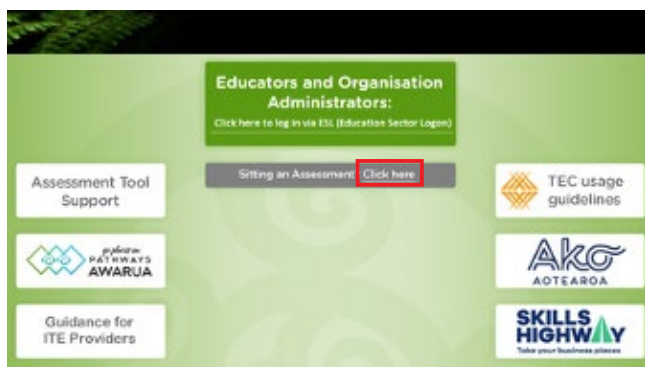 Educators and Organisation
Administrators:
Click here to log in via ESL (Education Sector Logon)
Sitting an Assessment? Click here
Assessment Tool
Support
PATHWAYS
AWARUA
Guidance for
ITE Providers
TEC usage
guidelines
AKO
AOTEAROA
SKILLS
HIGHWAY
Take your business places